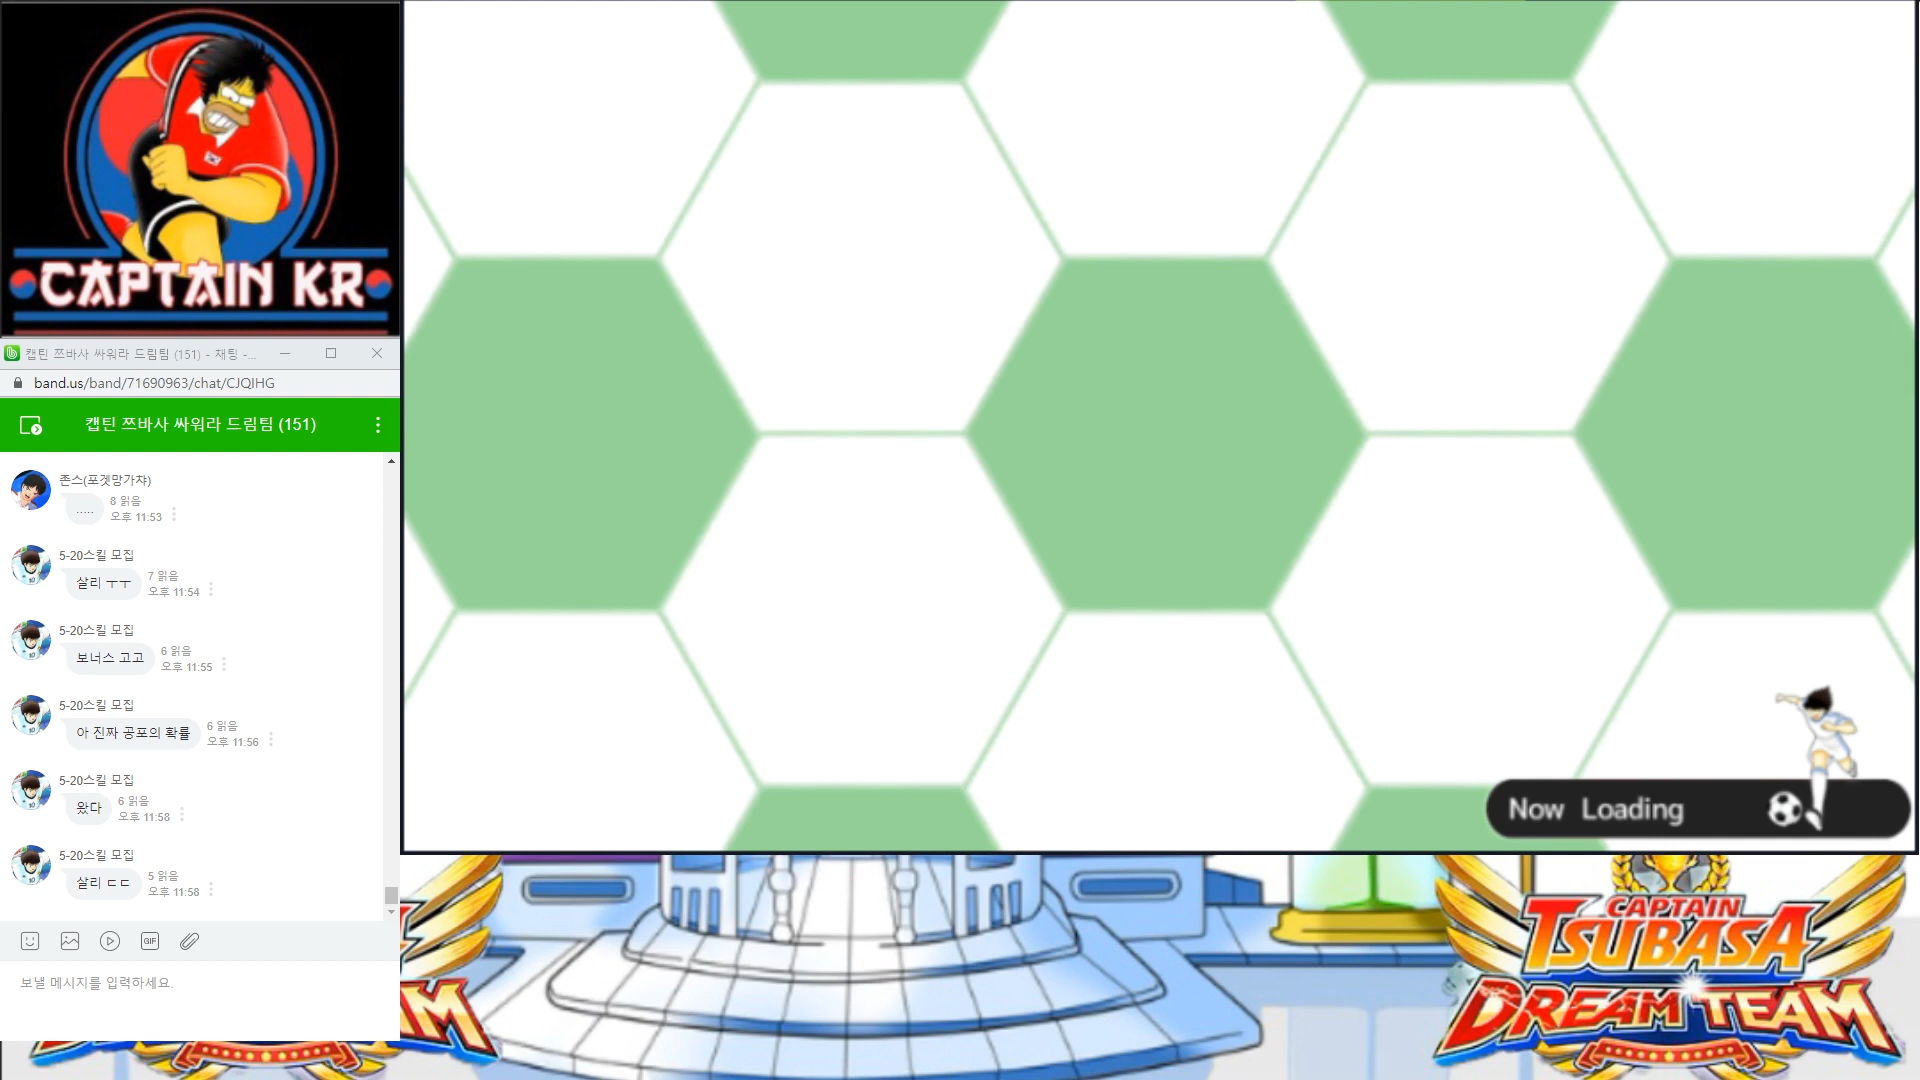 CAPTAIN KR
캡틴 쯔바사 싸워라 드림팀 (151) - 채팅 -...
band.us/band/71690963/chat/CJQIHG
캡틴 쯔바사 싸워라 드림팀 (151)
존스(포겟망가챠)
.....
8 읽음
오후 11:53
5-20스킬 모집
살리 ㅜㅜ
7 읽음
오후 11:54
5-20스킬 모집
보너스 고고
6 읽음
오후 11:55
5-20스킬 모집
아 진짜 공포의 확률
6 읽음
오후 11:56
5-20스킬 모집
왔다
6 읽음
오후 11:58
5-20스킬 모집
살리 ㄷㄷ
5 읽음
오후 11:58
GIF
보낼 메시지를 입력하세요.
Now Loading
CAPTAIN
TSUBASA
DREAM TEAM